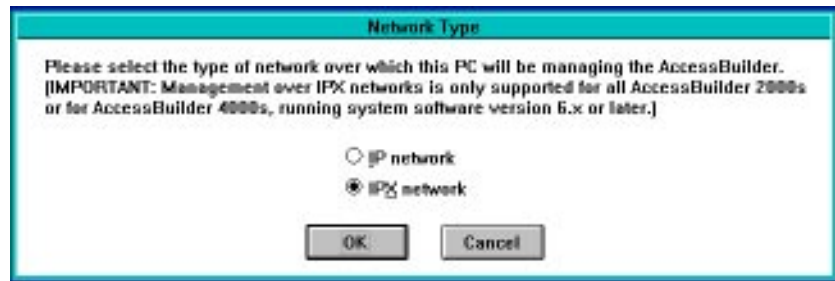 Network Type
Please select the type of network over which this PC will be managing the AccessBuilder.
(IMPORTANT: Management over IPX networks is only supported for all AccessBuilder 2000s
or for AccessBuilder 4000s, running system software version 6.x or later.)
IP network
IPX network
OK
Cancel